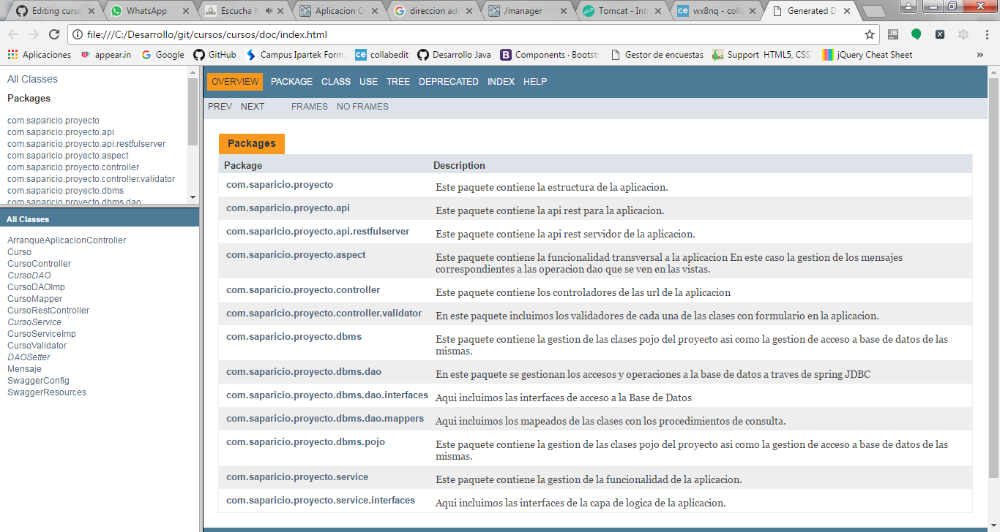 Editing curso
WhatsApp
Escucha M
Aplicacion C
direccion adi
/manager
Tomcat - Int
wx8nq - colla
Generated D
file:///C:/Desarrollo/git/cursos/cursos/doc/index.html
Aplicaciones
appear.in
Google
GitHub
Campus Ipartek Form
collabedit
Desarrollo Java
Components · Bootstr
Gestor de encuestas
Support HTML5, CSS
jQuery Cheat Sheet
»
All Classes
Packages
com.saparicio.proyecto
com.saparicio.proyecto.api
com.saparicio.proyecto.api.restfulserver
com.saparicio.proyecto.aspect
com.saparicio.proyecto.controller
com.saparicio.proyecto.controller.validator
com.saparicio.proyecto.dbms
com.saparicio.proyecto.dbms.dao
All Classes
ArranqueAplicacionController
Curso
CursoController
CursoDAO
CursoDAOImp
CursoMapper
CursoRestController
CursoService
CursoServiceImp
CursoValidator
DAOSetter
Mensaje
SwaggerConfig
SwaggerResources
OVERVIEW PACKAGE CLASS USE TREE DEPRECATED INDEX HELP
PREV NEXT FRAMES NO FRAMES
Packages
Package Description
com.saparicio.proyecto Este paquete contiene la estructura de la aplicacion.
com.saparicio.proyecto.api Este paquete contiene la api rest para la aplicacion.
com.saparicio.proyecto.api.restfulserver Este paquete contiene la api rest servidor de la aplicacion.
com.saparicio.proyecto.aspect Este paquete contiene la funcionalidad transversal a la aplicacion En este caso la gestion de los mensajes
correspondientes a las operacion dao que se ven en las vistas.
com.saparicio.proyecto.controller Este paquete contiene los controladores de las url de la aplicacion
com.saparicio.proyecto.controller.validator En este paquete incluimos los validadores de cada una de las clases con formulario en la aplicacion.
com.saparicio.proyecto.dbms Este paquete contiene la gestion de las clases pojo del proyecto asi como la gestion de acceso a base de datos de las
mismas.
com.saparicio.proyecto.dbms.dao En este paquete se gestionan los accesos y operaciones a la base de datos a traves de spring JDBC
com.saparicio.proyecto.dbms.dao.interfaces Aqui incluimos las interfaces de acceso a la Base de Datos
com.saparicio.proyecto.dbms.dao.mappers Aqui incluimos los mapeados de las clases con los procedimientos de consulta.
com.saparicio.proyecto.dbms.pojo Este paquete contiene la gestion de las clases pojo del proyecto asi como la gestion de acceso a base de datos de las
mismas.
com.saparicio.proyecto.service Este paquete contiene la gestion de la funcionalidad de la aplicacion.
com.saparicio.proyecto.service.interfaces Aqui incluimos las interfaces de la capa de logica de la aplicacion.